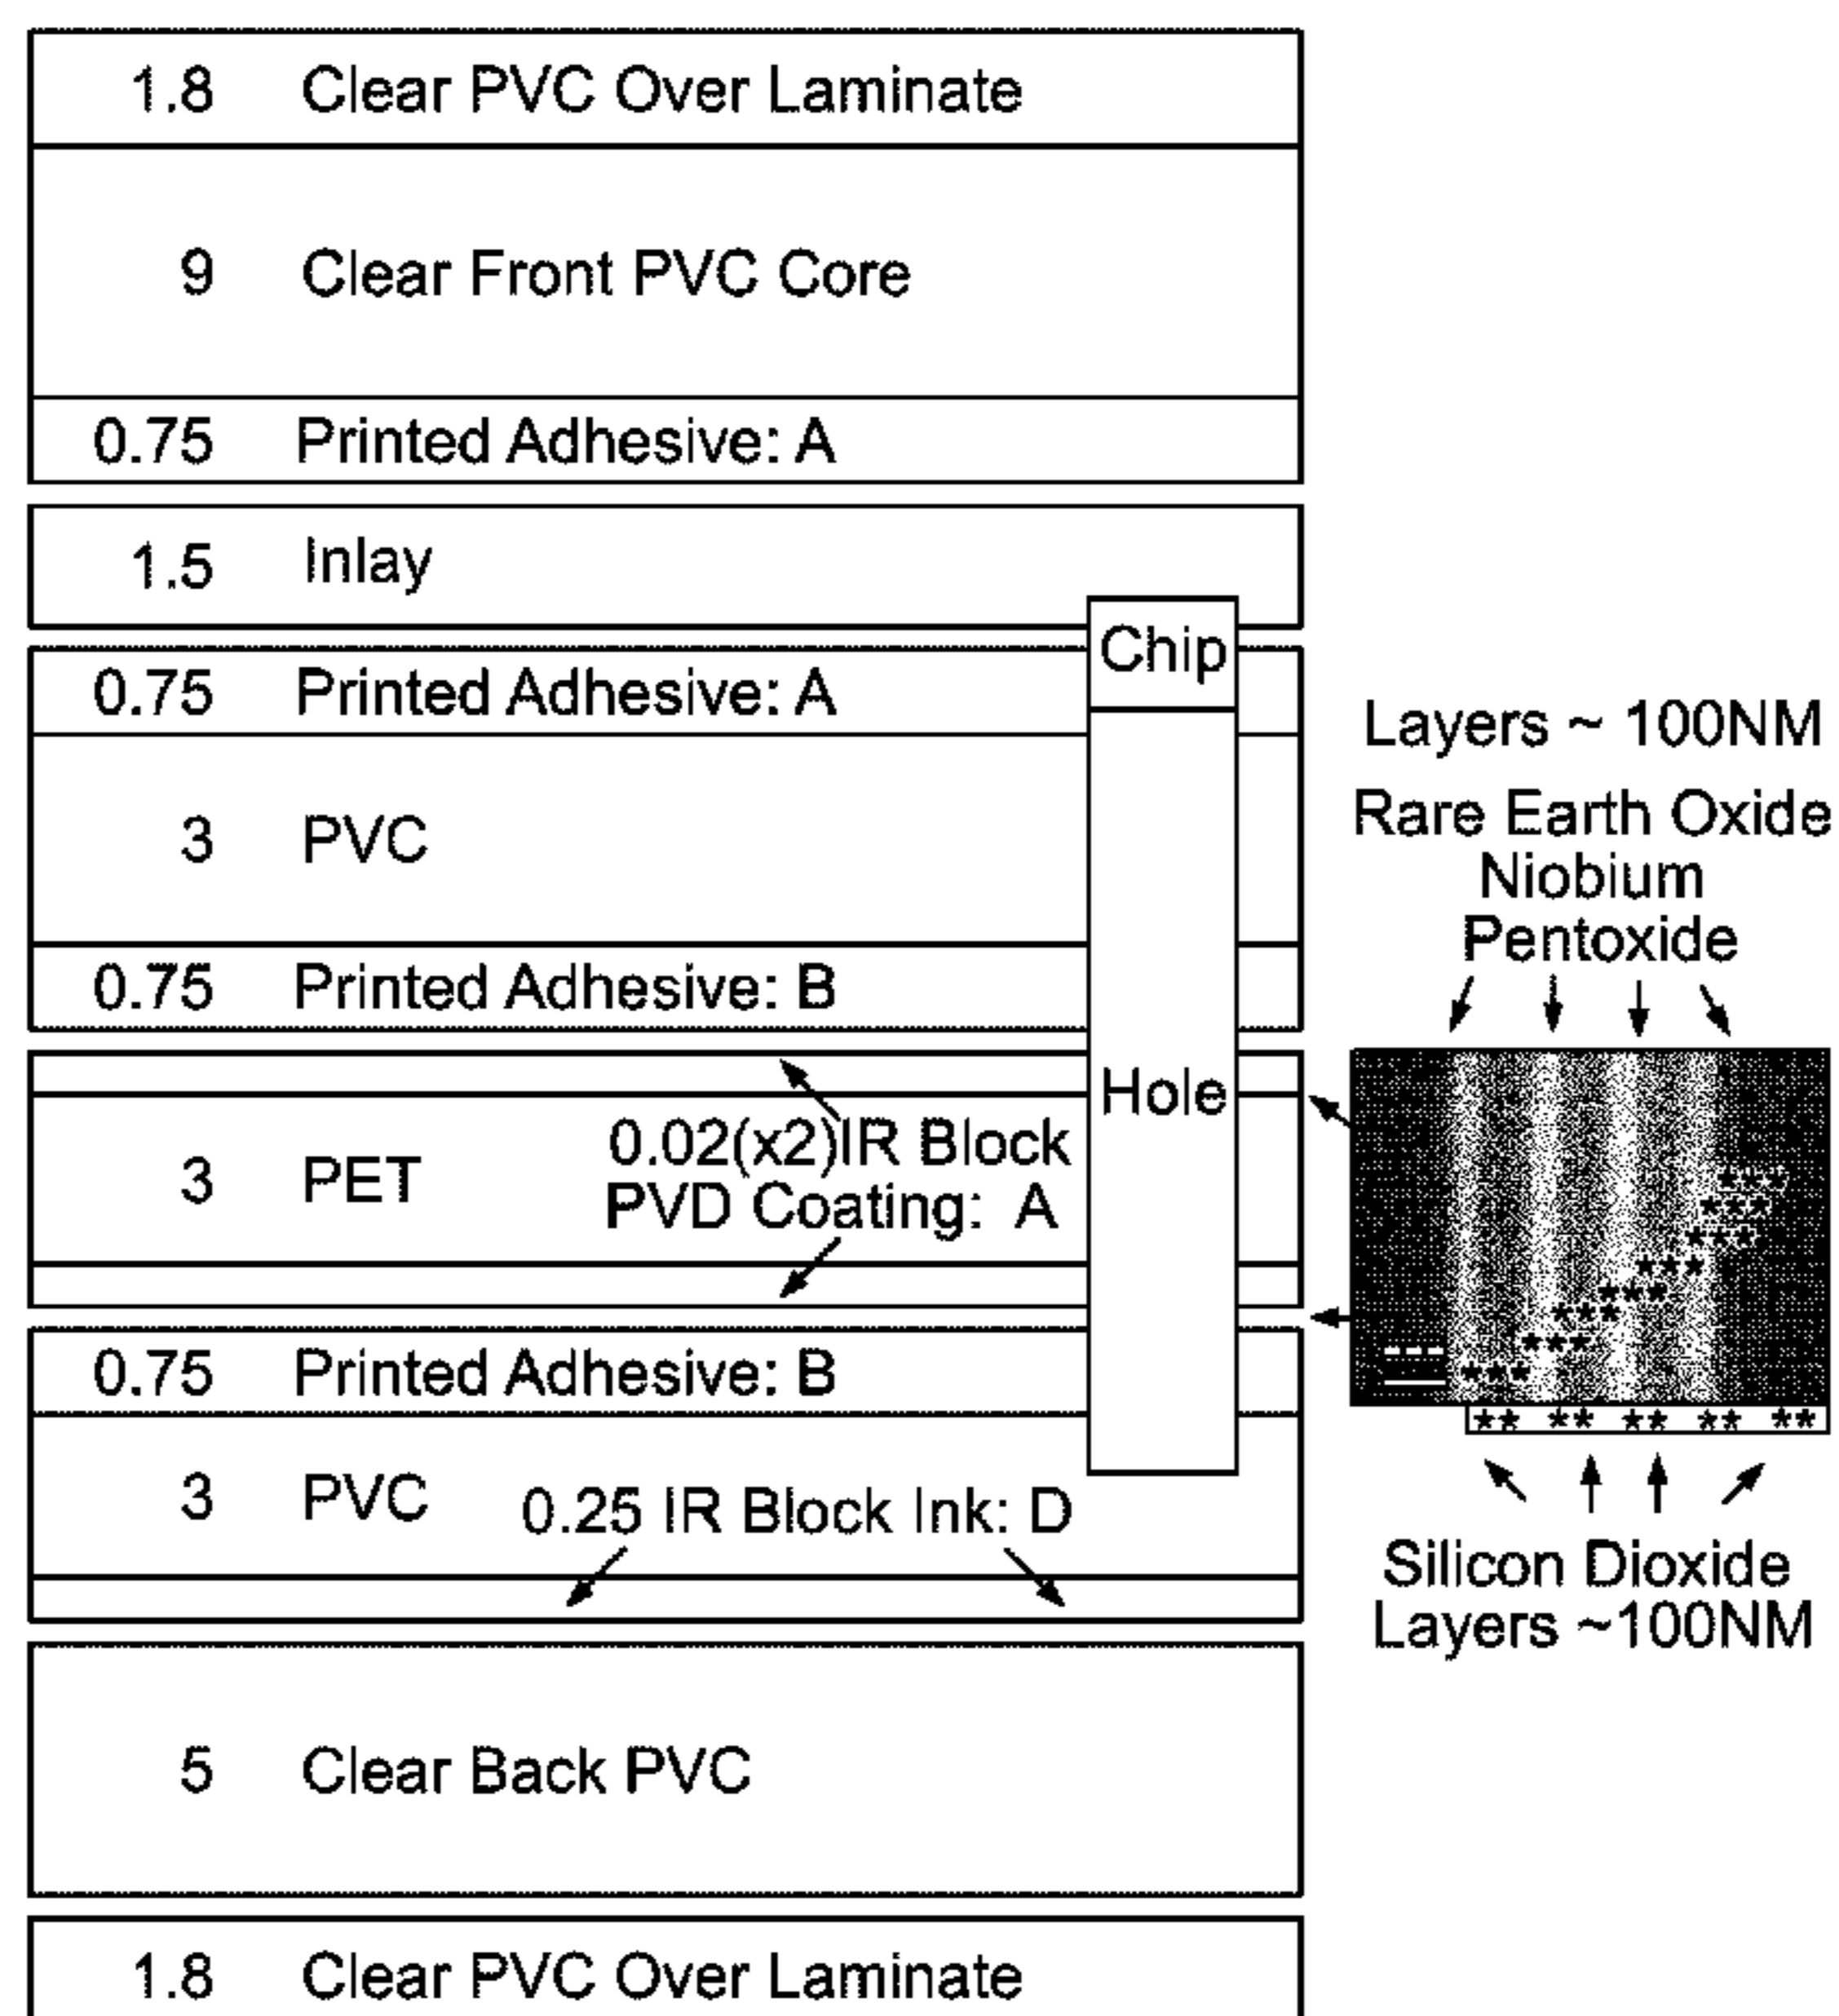 1.8 Clear PVC Over Laminate
9 Clear Front PVC Core
0.75 Printed Adhesive: A
1.5 Inlay
Chip
0.75 Printed Adhesive: A
3 PVC
0.75 Printed Adhesive: B
Hole
3 PET
0.02(x2)IR Block
PVD Coating: A
0.75 Printed Adhesive: B
3 PVC
0.25 IR Block Ink: D
5 Clear Back PVC
1.8 Clear PVC Over Laminate
Layers ~ 100NM
Rare Earth Oxide
Niobium
Pentoxide
***
***
***
***
***
***
***
***
** ** ** ** **
Silicon Dioxide
Layers ~100NM